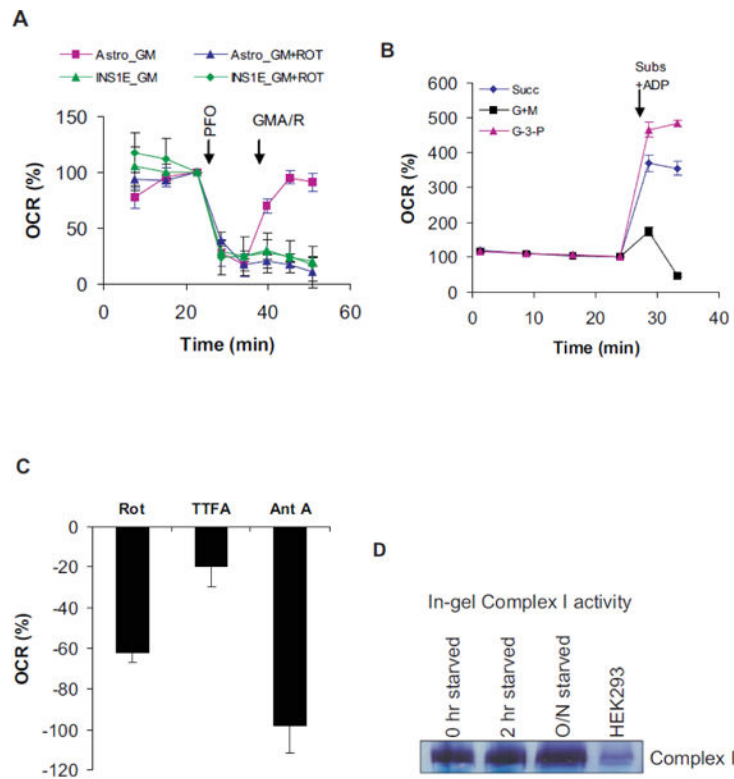 A
Astro_GM
Astro_GM+ROT
INS1E_GM
INS1E_GM+ROT
PFO
GMA/R
150
100
50
0
OCR (%)
0 20 40 60
Time (min)
B
Subs
+ADP
Succ
G+M
G-3-P
600
500
400
300
200
100
0
OCR (%)
0 10 20 30 40
Time (min)
C
Rot TTFA Ant A
0
-20
-40
-60
-80
-100
-120
OCR (%)
D
In-gel Complex I activity
0 hr starved
2 hr starved
O/N starved
HEK293
Complex I